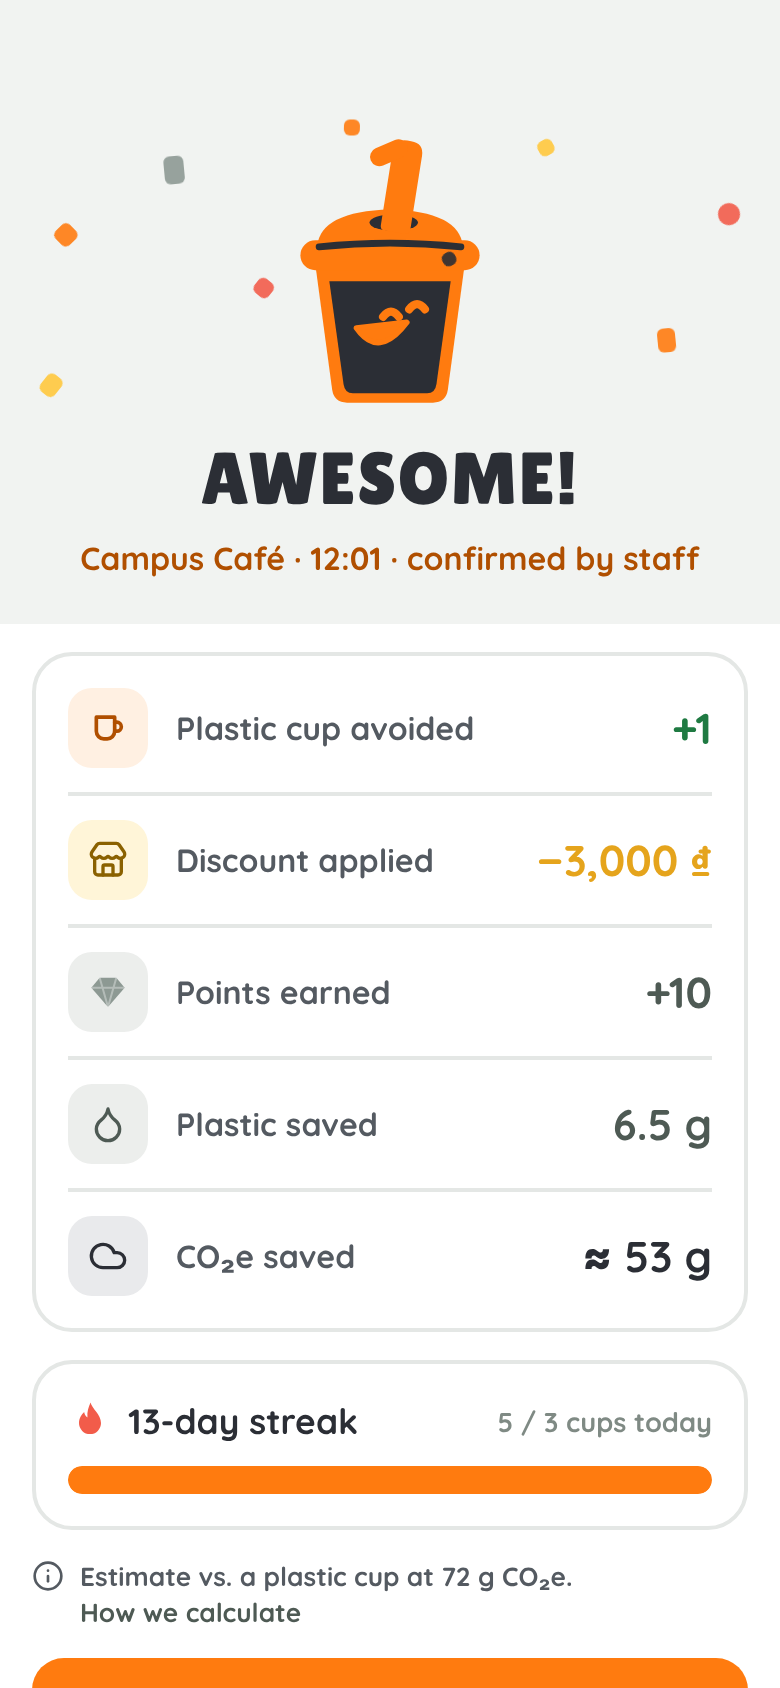 1
AWESOME!
Campus Café · 12:01 · confirmed by staff
Plastic cup avoided +1
Discount applied −3,000 ₫
Points earned +10
Plastic saved 6.5 g
CO₂e saved ≈ 53 g
13-day streak 5 / 3 cups today
Estimate vs. a plastic cup at 72 g CO₂e.
How we calculate